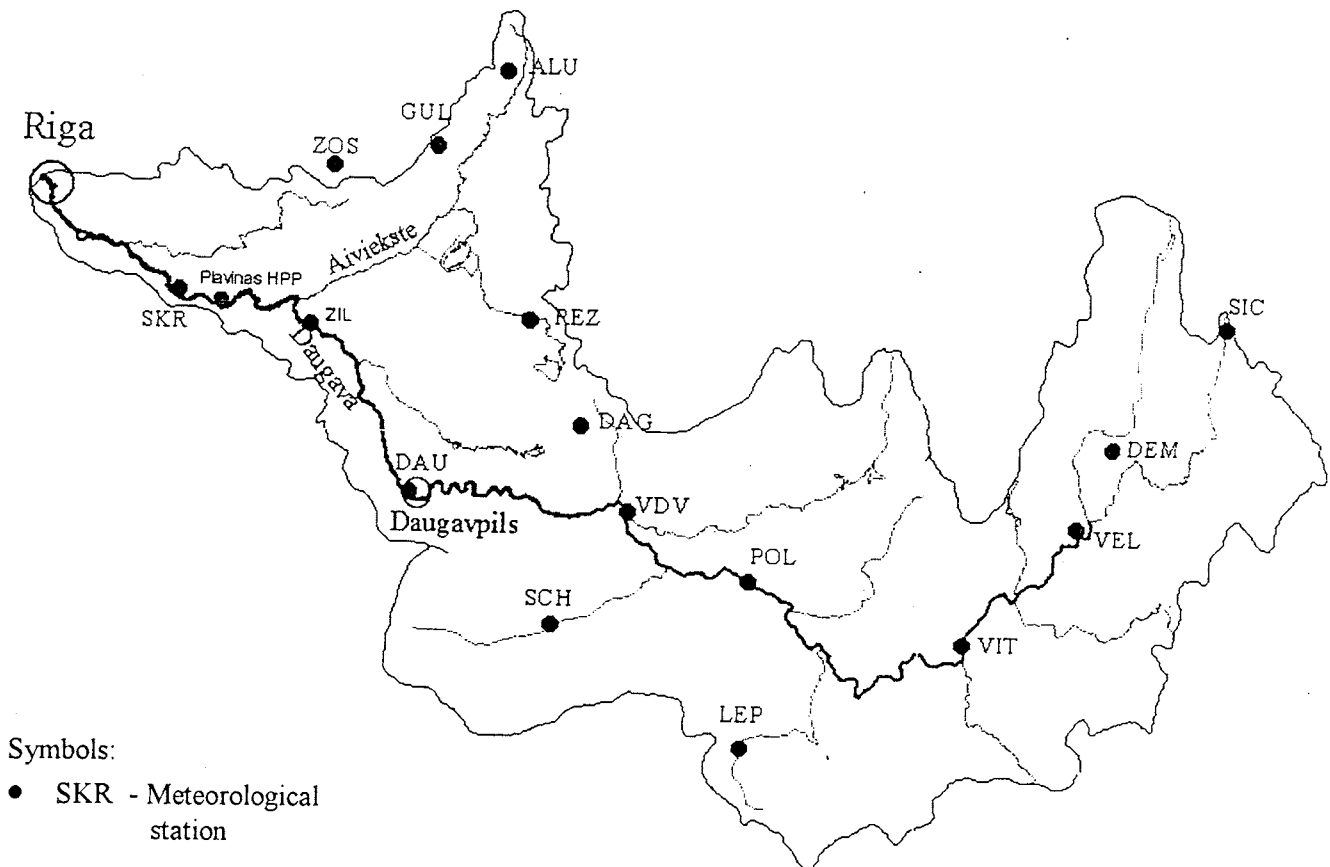 ALU
GUL
Riga
ZOS
Aiviekste
Plavinas HPP
SKR
ZIL
REZ
SIC
Daugava
DAG
DEM
DAU
VDV
Daugavpils
VEL
POL
SCH
VIT
LEP
Symbols:
SKR - Meteorological
station